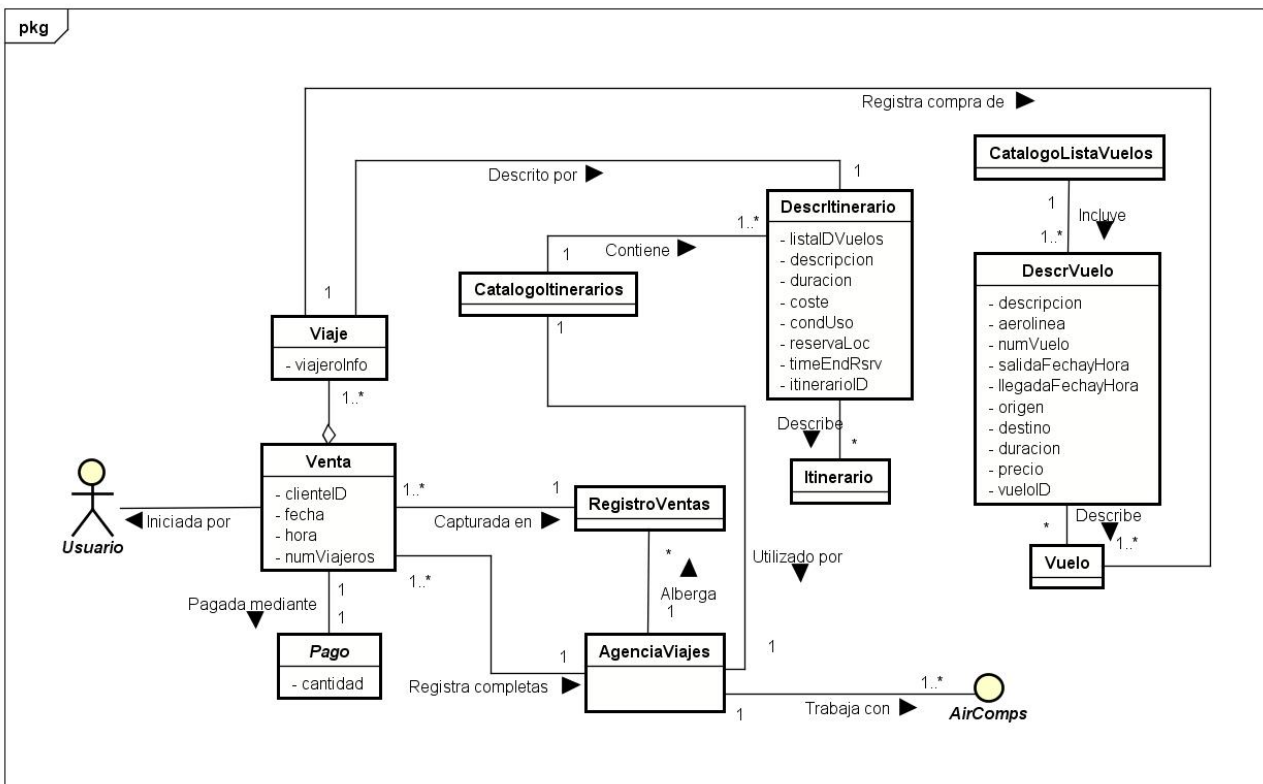 pkg
Registra compra de
CatalogoListaVuelos
Descrito por
1
1
DescrItinerario
1..*
Incluye
- listaIDVuelos
1
Contiene
1..*
- descripcion
DescrVuelo
- duracion
CatalogoItinerarios
- descripcion
1
- coste
- aerolinea
Viaje
1
- condUso
- numVuelo
- reservaLoc
- viajeroInfo
- salidaFechayHora
- timeEndRsrv
- llegadaFechayHora
- itinerarioID
1..*
- origen
Describe
- destino
*
- duracion
Venta
Itinerario
- precio
- clienteID
1..*
1
- vueloID
RegistroVentas
- fecha
Describe
Iniciada por
Capturada en
*
1..*
- hora
Usuario
- numViajeros
*
Utilizado por
Vuelo
1..*
1
Alberga
Pagada mediante
1
1
Pago
1
AgenciaViajes
1
- cantidad
Registra completas
1..*
Trabaja con
1
AirComps